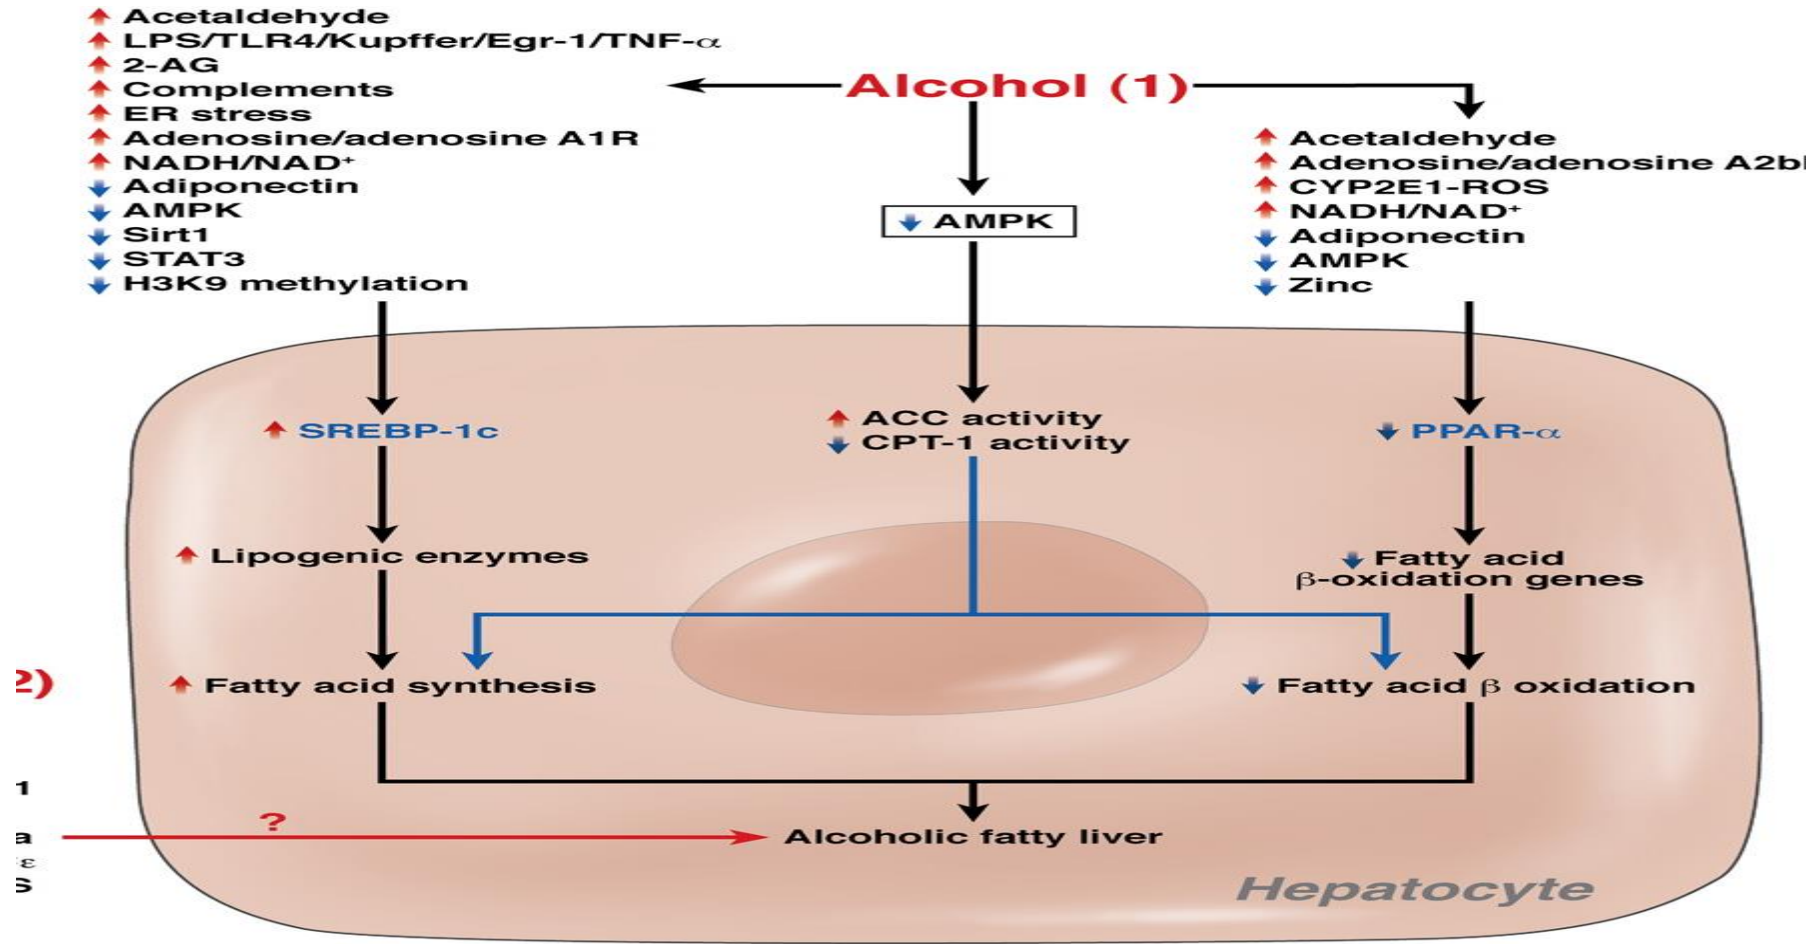 Acetaldehyde
LPS/TLR4/Kupffer/Egr-1/TNF-α
2-AG
Complements
ER stress
Adenosine/adenosine A1R
NADH/NAD⁺
Adiponectin
AMPK
Sirt1
STAT3
H3K9 methylation
Alcohol (1)
AMPK
Acetaldehyde
Adenosine/adenosine
CYP2E1-ROS
NADH/NAD⁺
Adiponectin
AMPK
Zinc
SREBP-1c
ACC activity
CPT-1 activity
PPAR-α
Lipogenic enzymes
Fatty acid
β-oxidation genes
2)
Fatty acid synthesis
Fatty acid β oxidation
1
?
a
Alcoholic fatty liver
ε
S
Hepatocyte